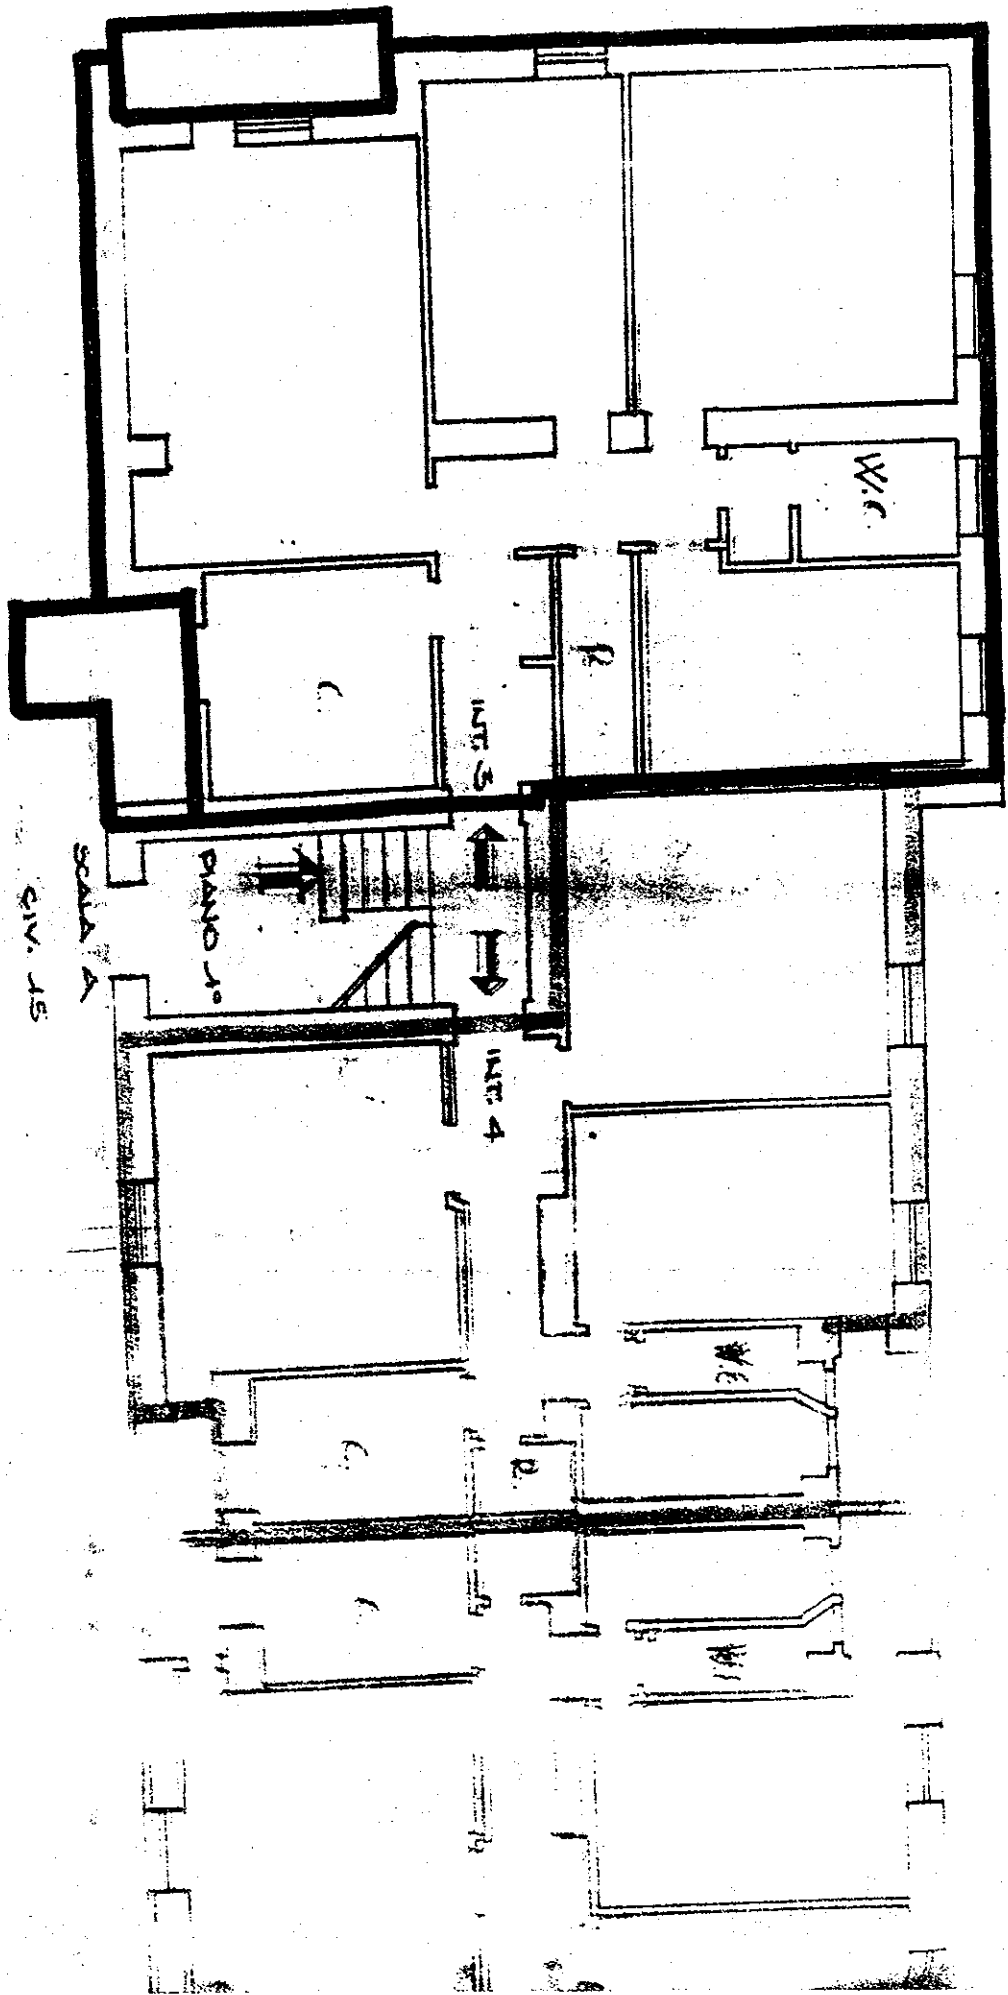 W.C.
R.
C.
INT. 3
PIANO 1°
SCALA A
CIV. 15
INT. 4
W.C.
C.
R.
C.